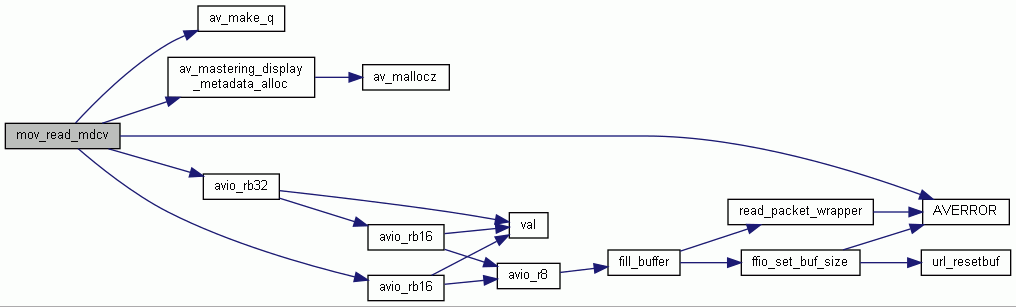 av_make_q
av_mastering_display
_metadata_alloc
av_mallocz
mov_read_mdcv
avio_rb32
val
read_packet_wrapper
AVERROR
avio_rb16
fill_buffer
ffio_set_buf_size
url_resetbuf
avio_r8
avio_rb16